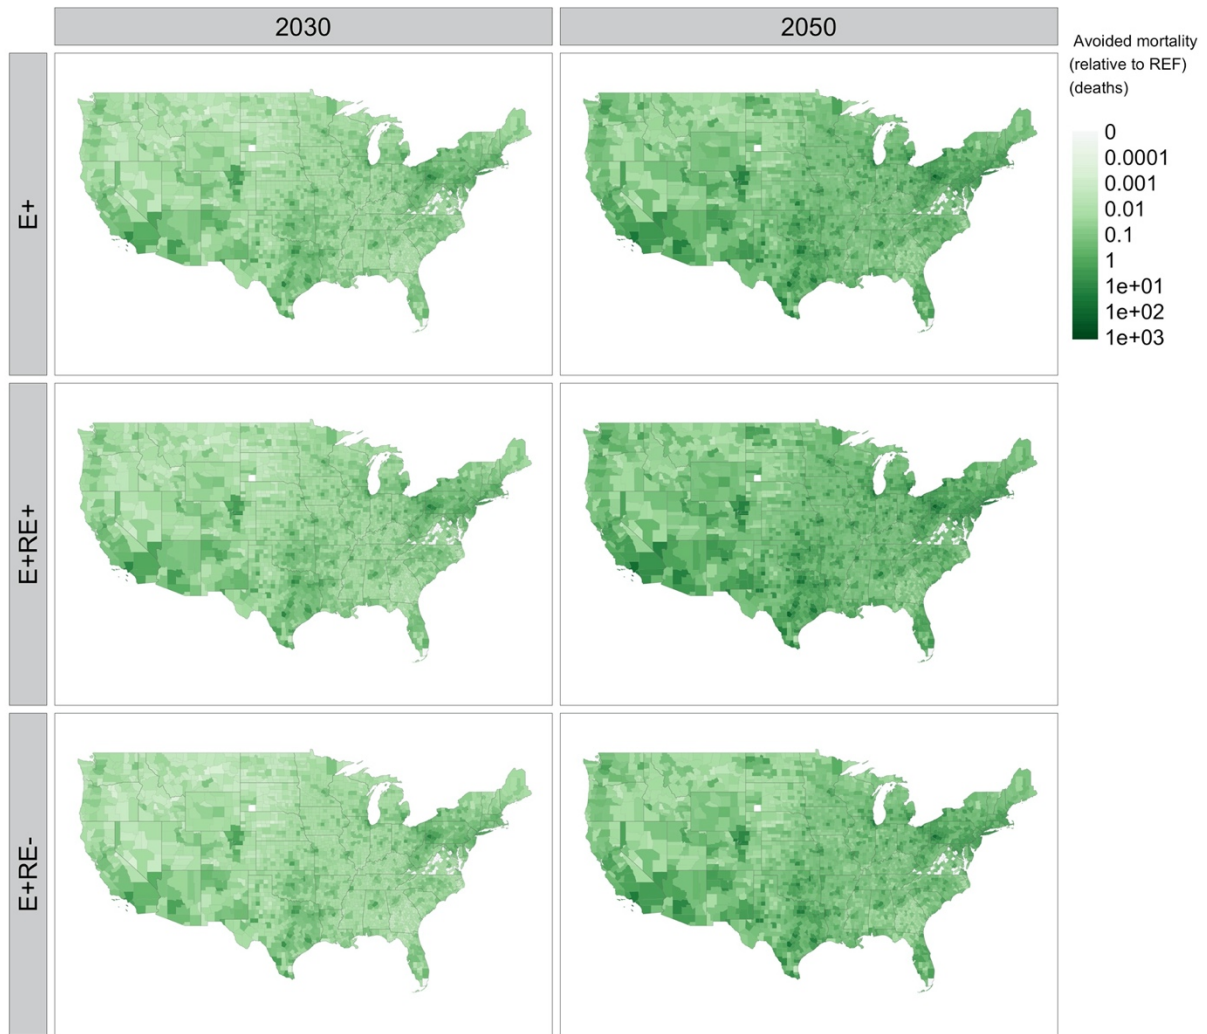 2030
2050
Avoided mortality
(relative to REF)
(deaths)
0
0.0001
0.001
0.01
0.1
1
1e+01
1e+02
1e+03
E+
E+RE+
E+RE-